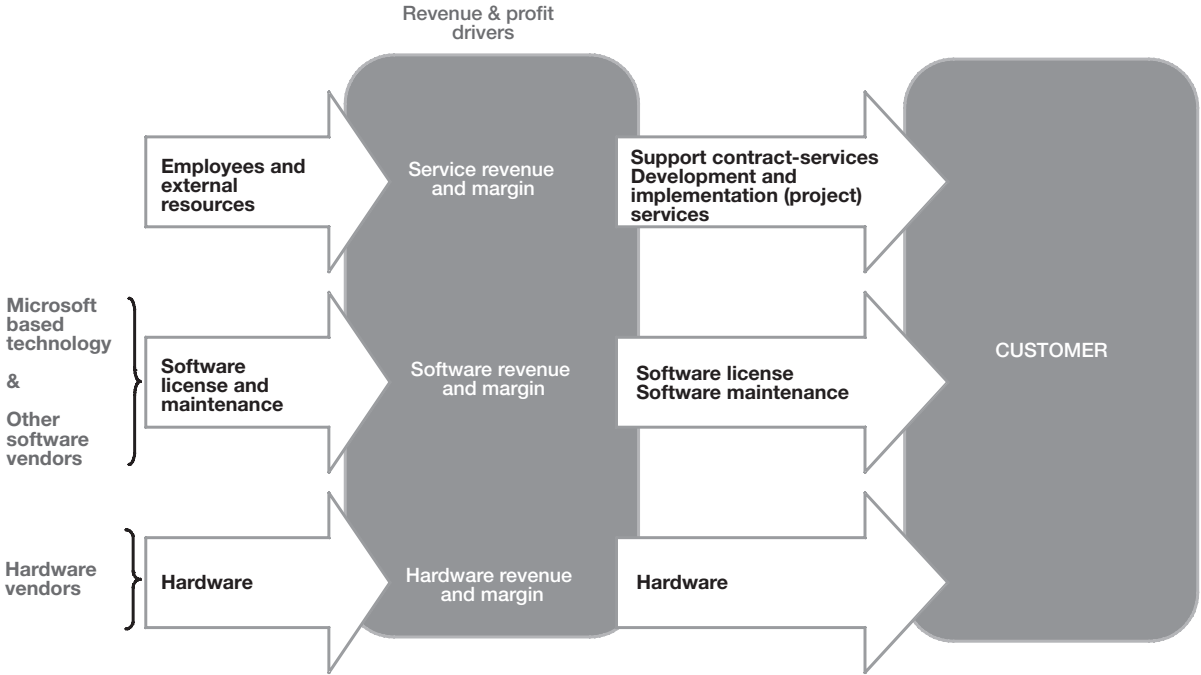 Revenue & profit
drivers
Employees and
external
resources
Service revenue
and margin
Support contract-services
Development and
implementation (project)
services
Microsoft
based
technology
&
Other
software
vendors
Software
license and
maintenance
Software revenue
and margin
Software license
Software maintenance
CUSTOMER
Hardware
vendors
Hardware
Hardware revenue
and margin
Hardware